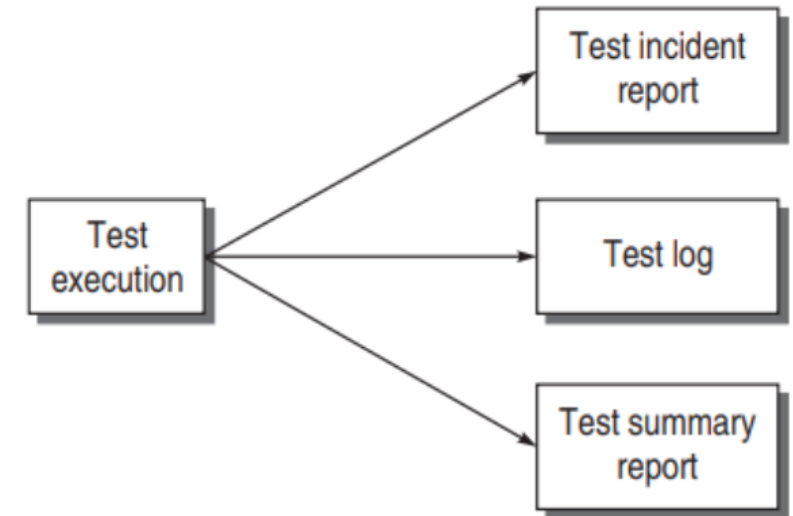 Test incident
report
Test
execution
Test log
Test summary
report